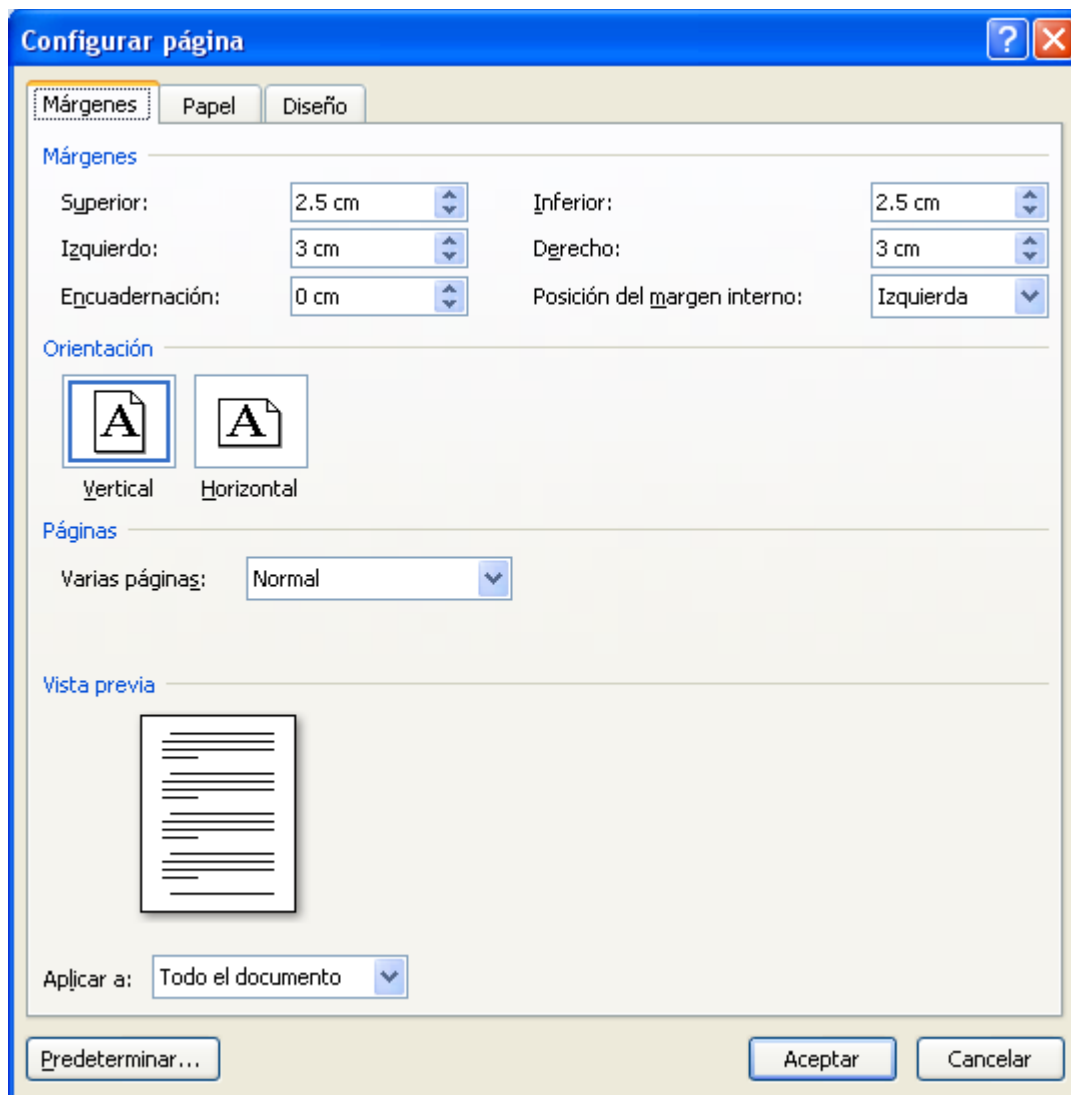 Configurar página
Márgenes Papel Diseño
Márgenes
Superior: 2.5 cm Inferior: 2.5 cm
Izquierdo: 3 cm Derecho: 3 cm
Encuadernación: 0 cm Posición del margen interno: Izquierda
Orientación
A A
Vertical Horizontal
Páginas
Varias páginas: Normal
Vista previa
Aplicar a: Todo el documento
Predeterminar... Aceptar Cancelar